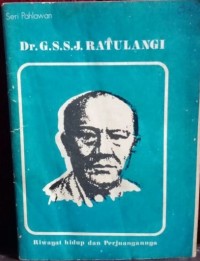 Seri Pahlawan
Dr. G.S.S.J. RATULANGI
Riwayat hidup dan Perjuangannya